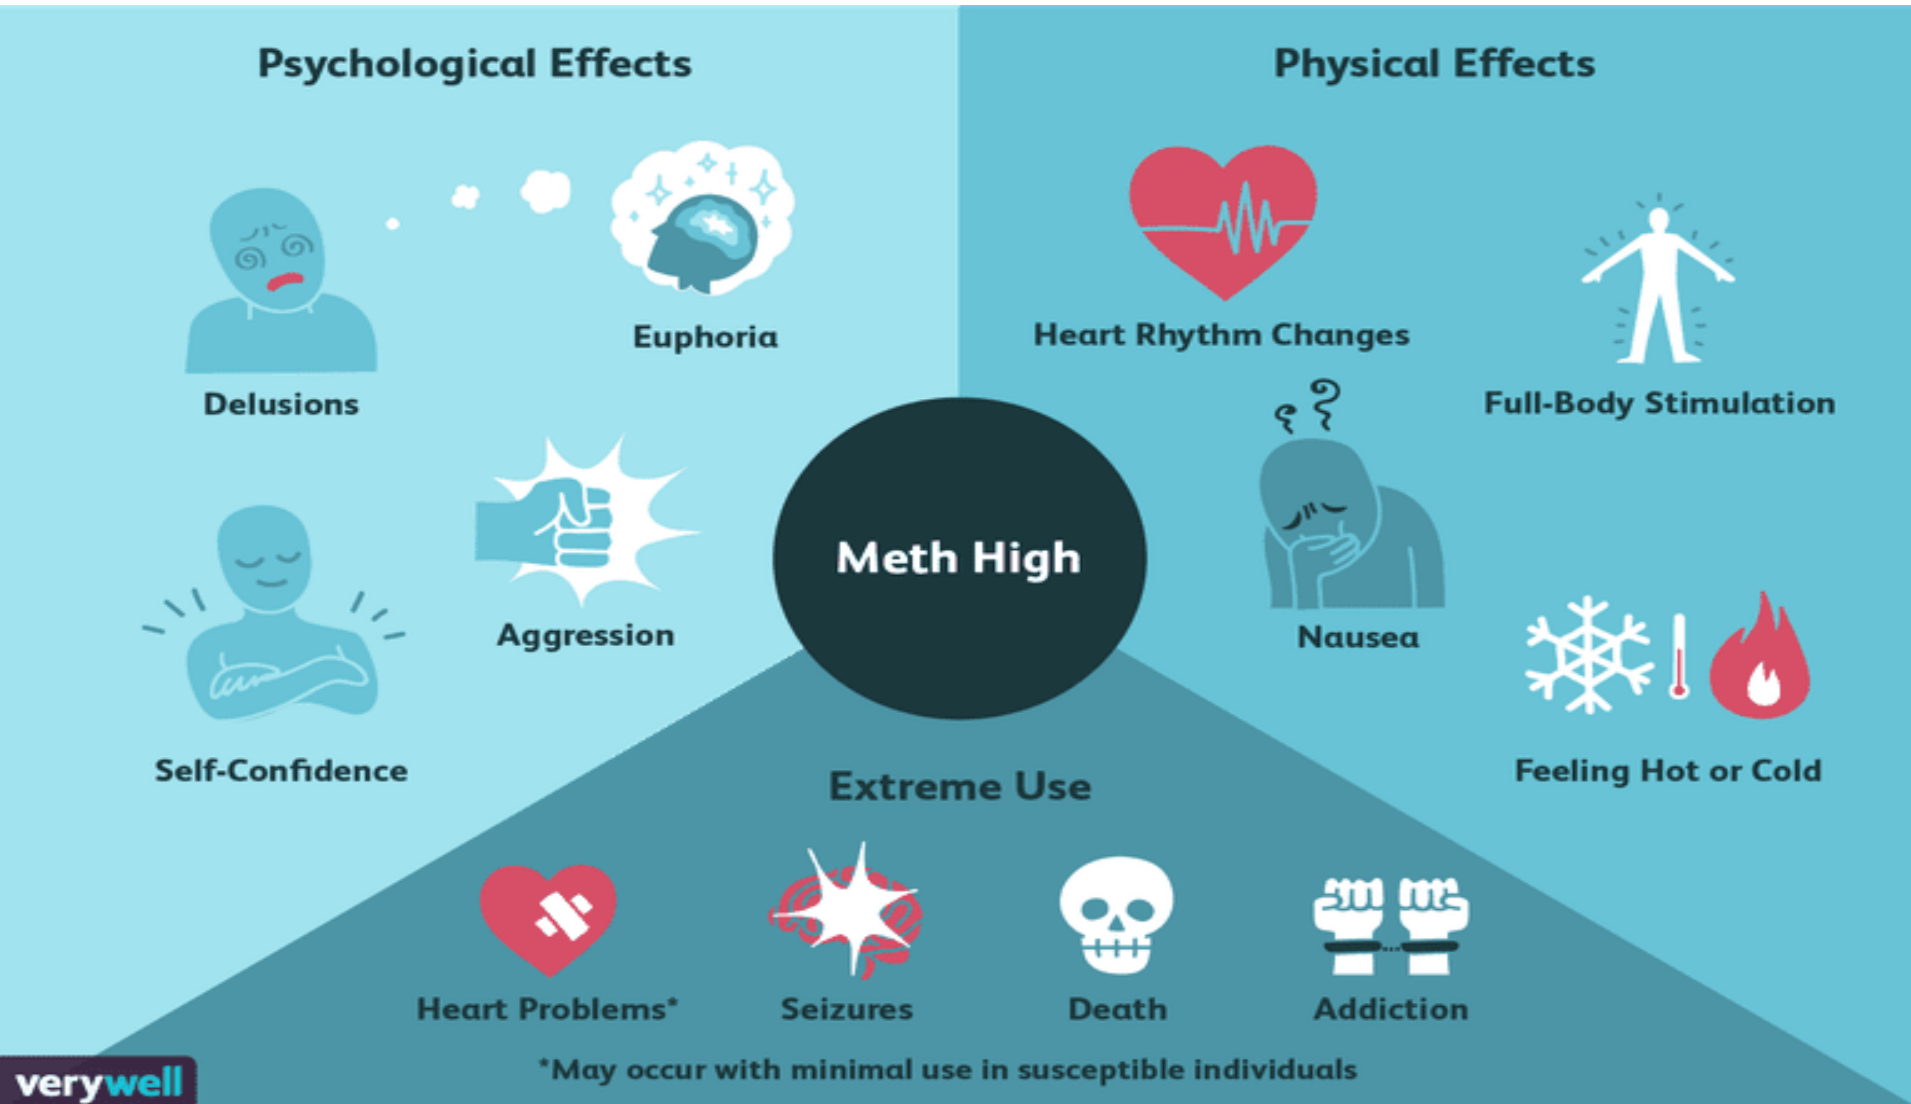 Psychological Effects
Physical Effects
Delusions
Euphoria
Aggression
Self-Confidence
Heart Rhythm Changes
Full-Body Stimulation
Nausea
Feeling Hot or Cold
Meth High
Extreme Use
Heart Problems*
Seizures
Death
Addiction
*May occur with minimal use in susceptible individuals
verywell